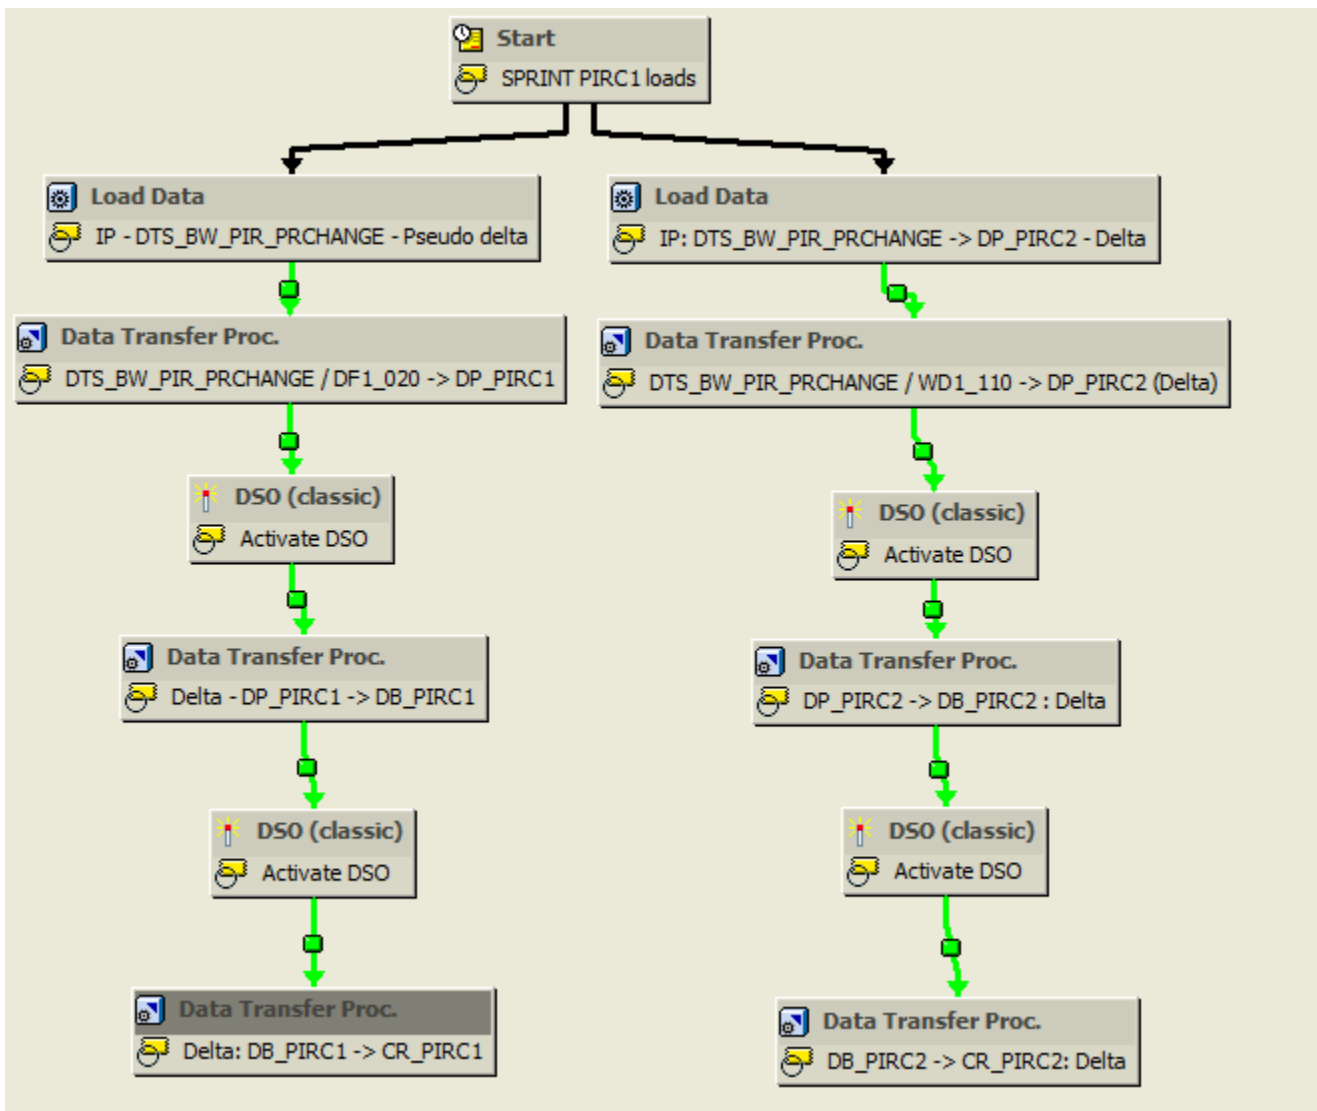 Start
SPRINT PIRC1 loads
Load Data
IP - DTS_BW_PIR_PRCHANGE - Pseudo delta
Load Data
IP: DTS_BW_PIR_PRCHANGE -> DP_PIRC2 - Delta
Data Transfer Proc.
DTS_BW_PIR_PRCHANGE / DF1_020 -> DP_PIRC1
Data Transfer Proc.
DTS_BW_PIR_PRCHANGE / WD1_110 -> DP_PIRC2 (Delta)
DSO (classic)
Activate DSO
DSO (classic)
Activate DSO
Data Transfer Proc.
Delta - DP_PIRC1 -> DB_PIRC1
Data Transfer Proc.
DP_PIRC2 -> DB_PIRC2 : Delta
DSO (classic)
Activate DSO
DSO (classic)
Activate DSO
Data Transfer Proc.
Delta: DB_PIRC1 -> CR_PIRC1
Data Transfer Proc.
DB_PIRC2 -> CR_PIRC2: Delta